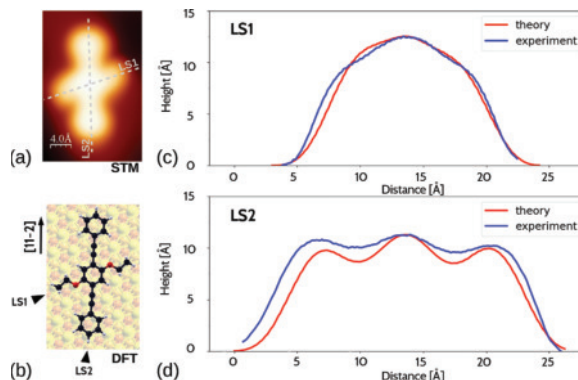 (a)
LS1
LS2
4.0Å
STM
(b)
[11-2]
LS1
LS2
DFT
(c)
LS1
theory
experiment
Height [Å]
15
10
5
0
0
5
10
15
20
25
Distance [Å]
(d)
LS2
theory
experiment
Height [Å]
15
10
5
0
0
5
10
15
20
25
Distance [Å]